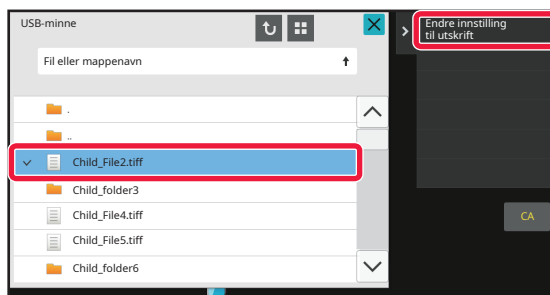 USB-minne
Endre innstilling
til utskrift
Fil eller mappenavn
.
..
Child_File2.tiff
Child_folder3
Child_File4.tiff
Child_File5.tiff
Child_folder6
CA